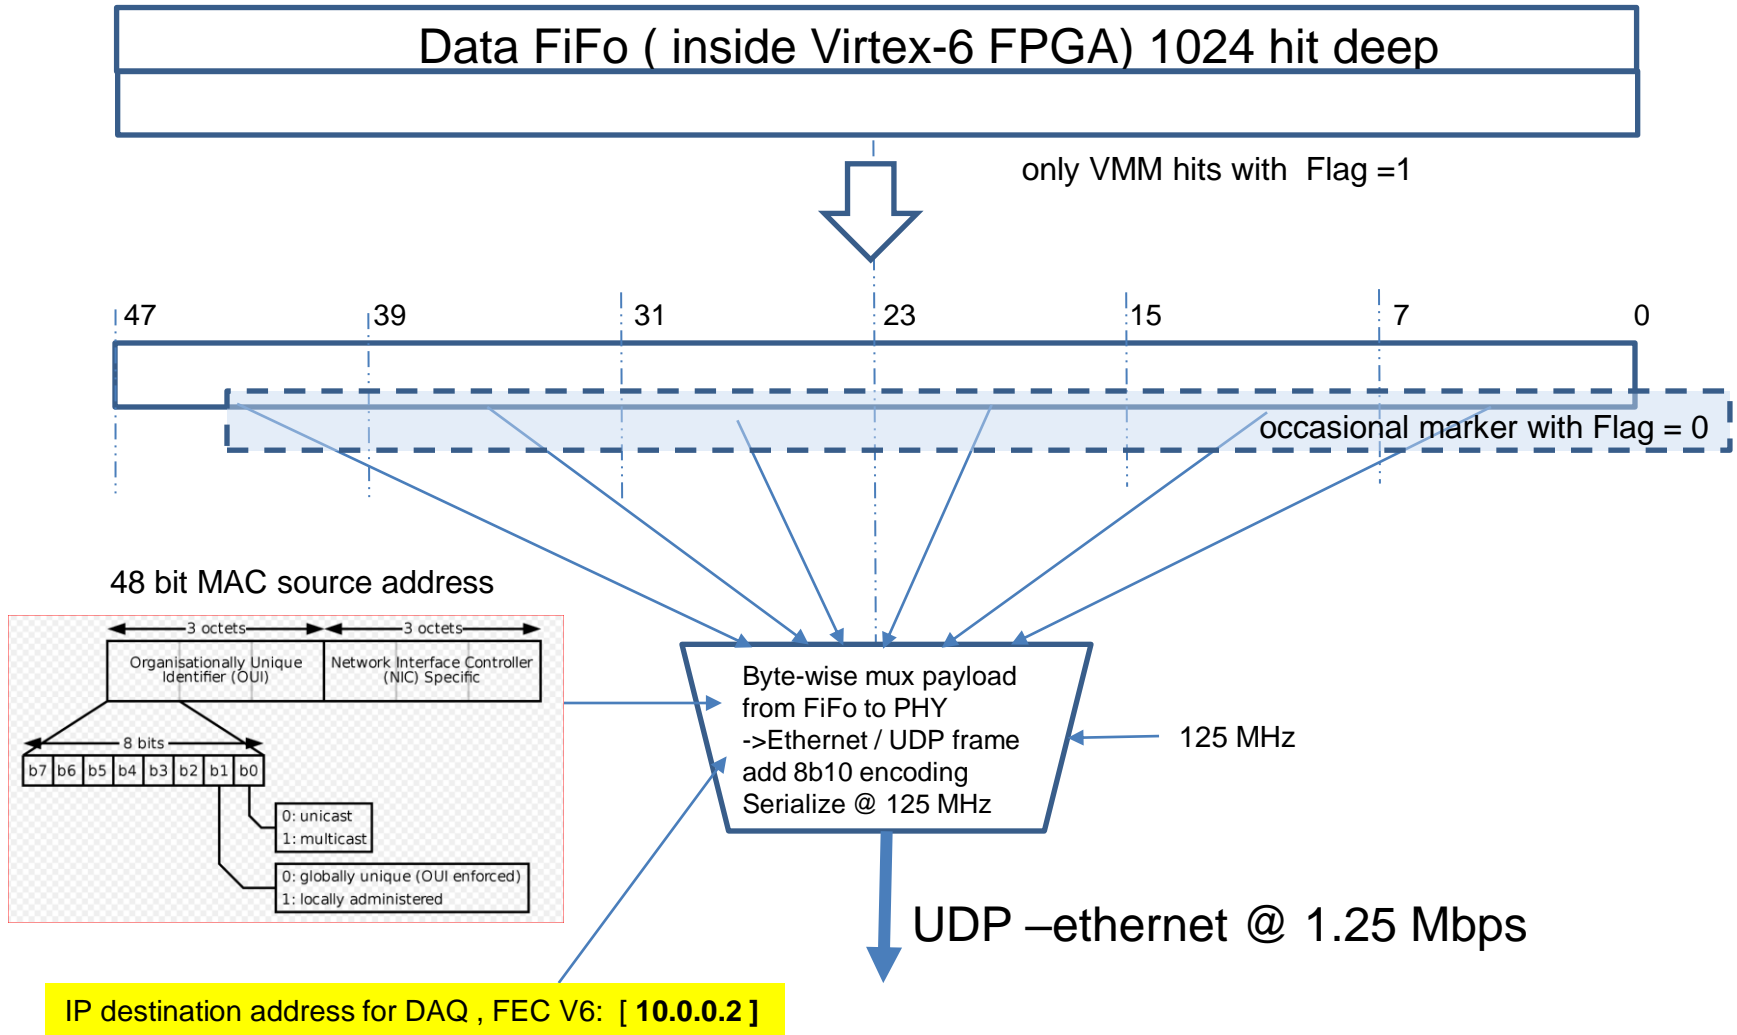 Data FiFo ( inside Virtex-6 FPGA) 1024 hit deep
only VMM hits with  Flag =1
47
39
31
23
15
7
0
occasional marker with Flag = 0
48 bit MAC source address
3 octets
3 octets
Organisationally Unique
Identifier (OUI)
Network Interface Controller
(NIC) Specific
8 bits
b7 b6 b5 b4 b3 b2 b1 b0
0: unicast
1: multicast
0: globally unique (OUI enforced)
1: locally administered
Byte-wise mux payload
from FiFo to PHY
->Ethernet / UDP frame
add 8b10 encoding
Serialize @ 125 MHz
125 MHz
UDP –ethernet @ 1.25 Mbps
IP destination address for DAQ , FEC V6:  [ 10.0.0.2 ]